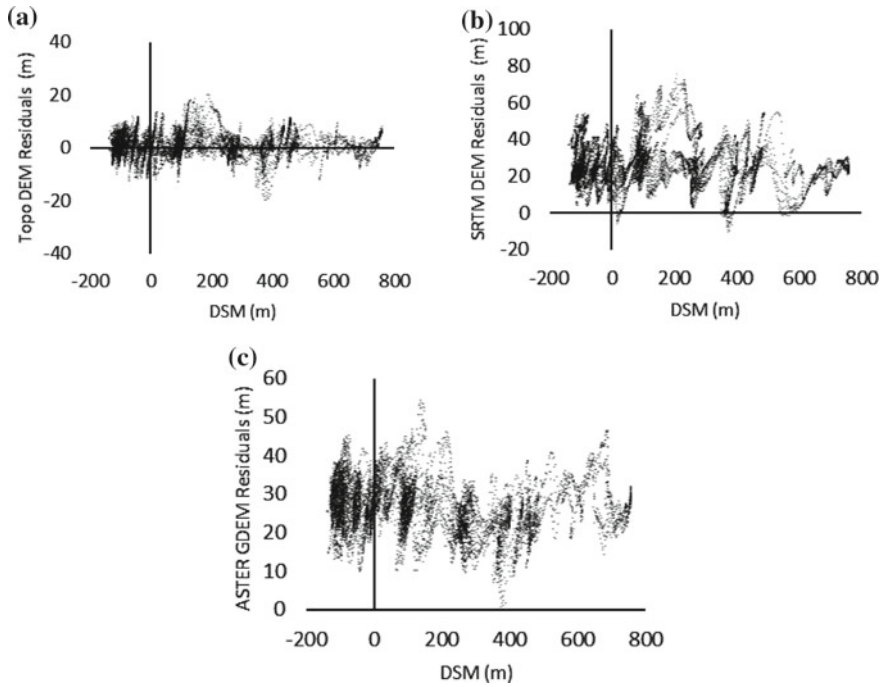 (a)
40
20
0
-20
-40
Topo DEM Residuals (m)
-200 0 200 400 600 800
DSM (m)
(b)
100
80
60
40
20
0
-20
SRTM DEM Residuals (m)
-200 0 200 400 600 800
DSM (m)
(c)
60
50
40
30
20
10
0
ASTER GDEM Residuals (m)
-200 0 200 400 600 800
DSM (m)